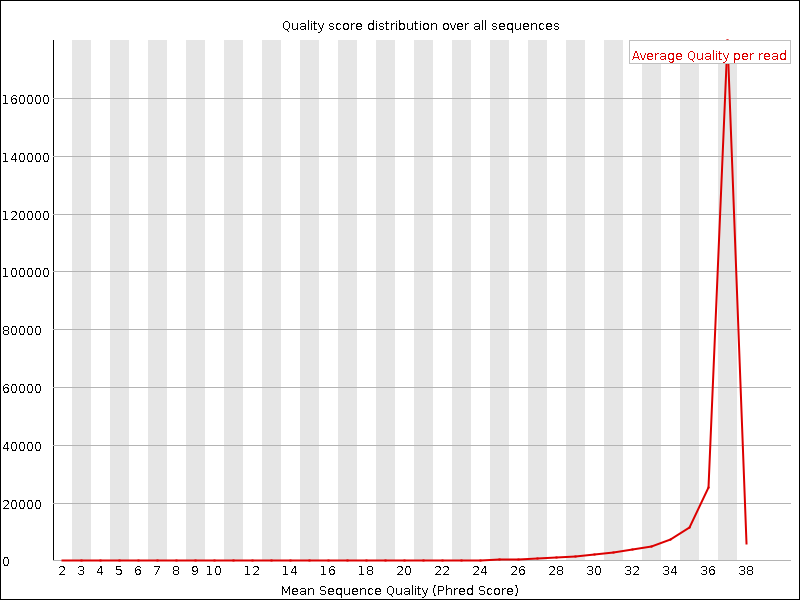 Quality score distribution over all sequences
Average Quality per read
160000
140000
120000
100000
80000
60000
40000
20000
0
2 3 4 5 6 7 8 9 10 12 14 16 18 20 22 24 26 28 30 32 34 36 38
Mean Sequence Quality (Phred Score)